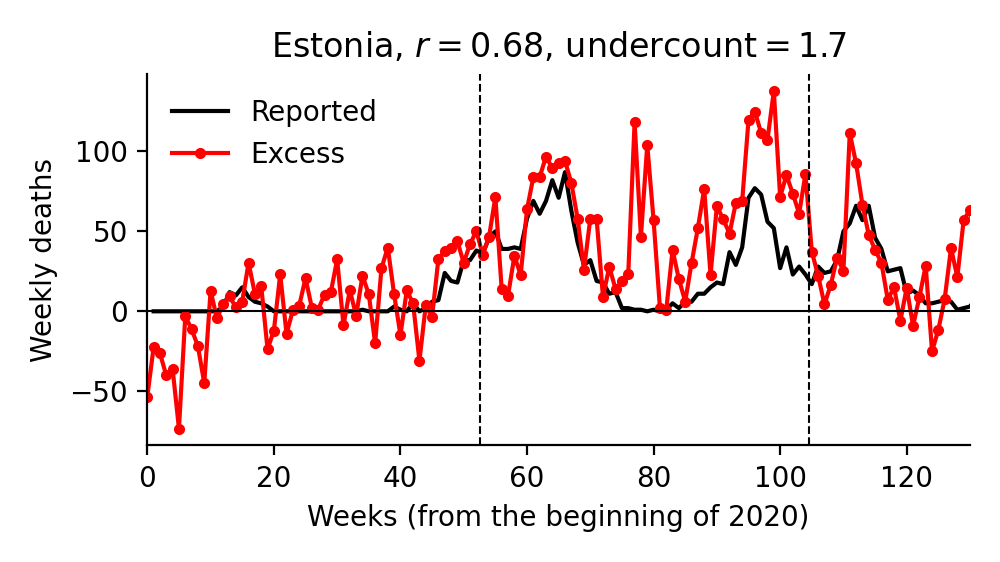 Estonia, r = 0.68, undercount = 1.7
Reported
Excess
Weekly deaths
100
50
0
−50
0 20 40 60 80 100 120
Weeks (from the beginning of 2020)